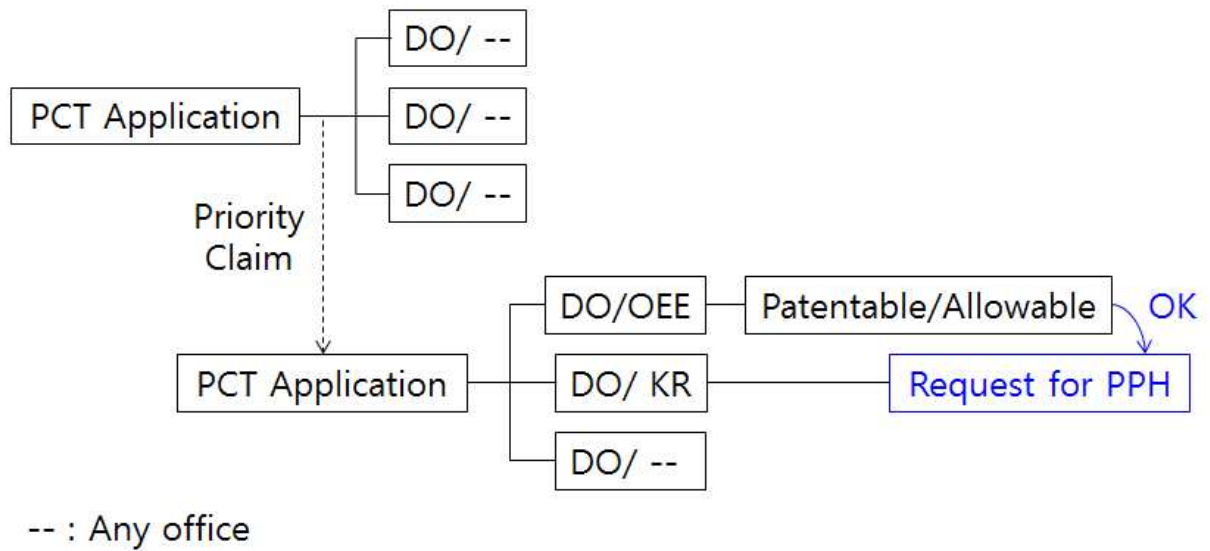 DO/ --
PCT Application
DO/ --
DO/ --
Priority
Claim
DO/OEE
Patentable/Allowable
OK
PCT Application
DO/ KR
Request for PPH
DO/ --
-- : Any office